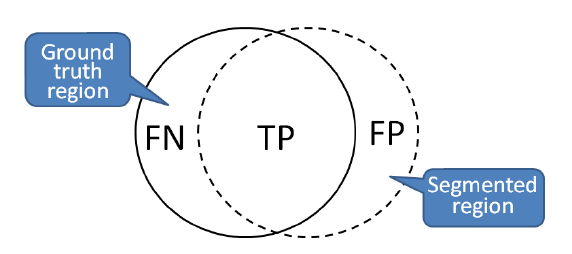 Ground
truth
region
FN
TP
FP
Segmented
region